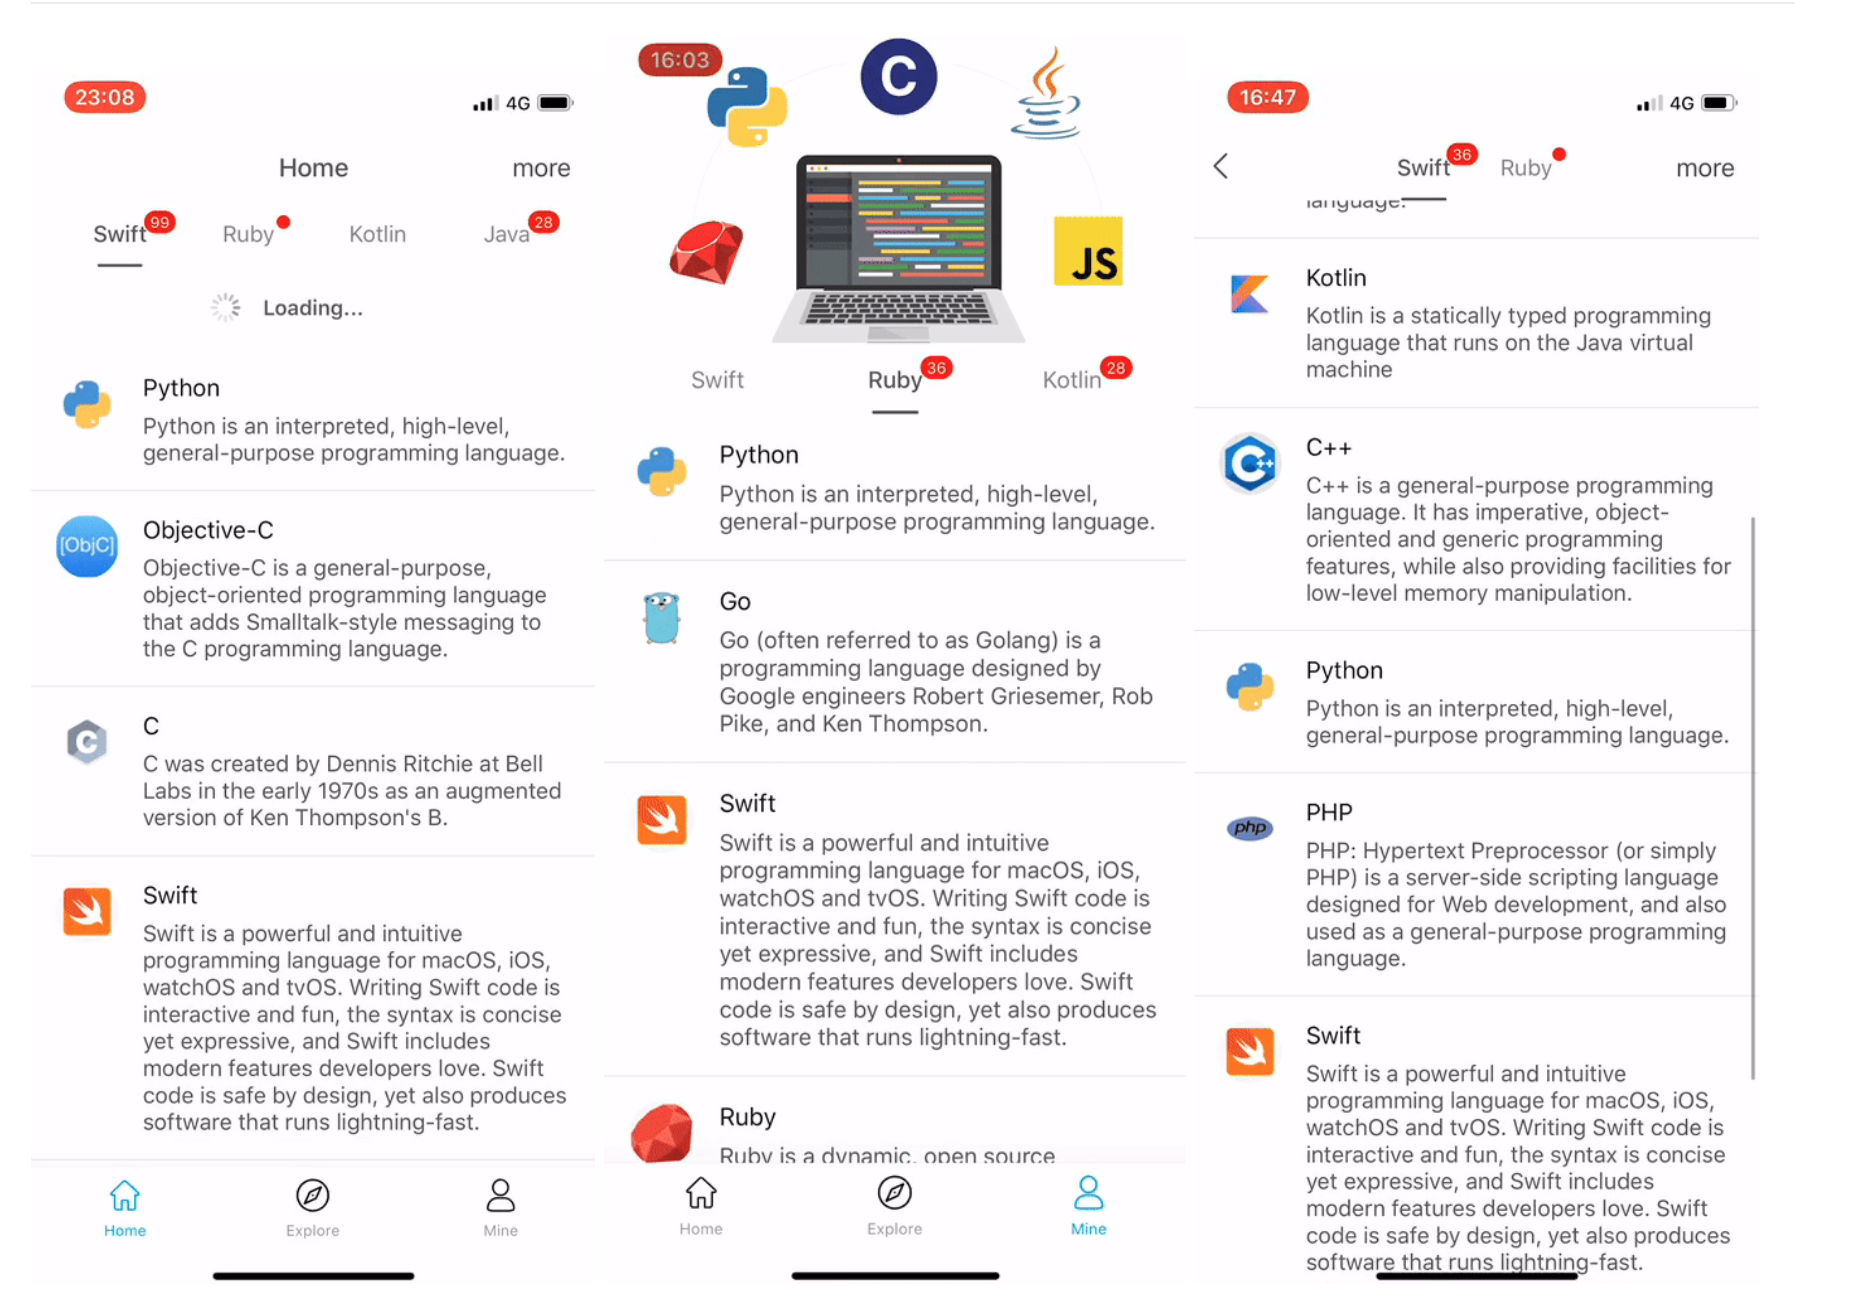 23:08
4G
Home
more
Swift
99
Ruby
Kotlin
Java
28
Loading...
Python
Python is an interpreted, high-level,
general-purpose programming language.
[ObjC]
Objective-C
Objective-C is a general-purpose,
object-oriented programming language
that adds Smalltalk-style messaging to
the C programming language.
C
C
C was created by Dennis Ritchie at Bell
Labs in the early 1970s as an augmented
version of Ken Thompson's B.
Swift
Swift is a powerful and intuitive
programming language for macOS, iOS,
watchOS and tvOS. Writing Swift code is
interactive and fun, the syntax is concise
yet expressive, and Swift includes
modern features developers love. Swift
code is safe by design, yet also produces
software that runs lightning-fast.
Home
Explore
Mine
16:03
C
JS
Swift
Ruby
36
Kotlin
28
Python
Python is an interpreted, high-level,
general-purpose programming language.
Go
Go (often referred to as Golang) is a
programming language designed by
Google engineers Robert Griesemer, Rob
Pike, and Ken Thompson.
Swift
Swift is a powerful and intuitive
programming language for macOS, iOS,
watchOS and tvOS. Writing Swift code is
interactive and fun, the syntax is concise
yet expressive, and Swift includes
modern features developers love. Swift
code is safe by design, yet also produces
software that runs lightning-fast.
Ruby
Ruby is a dynamic, open source
Home
Explore
Mine
16:47
4G
Swift
36
Ruby
more
language.
Kotlin
Kotlin is a statically typed programming
language that runs on the Java virtual
machine
C++
C++
C++ is a general-purpose programming
language. It has imperative, object-
oriented and generic programming
features, while also providing facilities for
low-level memory manipulation.
Python
Python is an interpreted, high-level,
general-purpose programming language.
php
PHP
PHP: Hypertext Preprocessor (or simply
PHP) is a server-side scripting language
designed for Web development, and also
used as a general-purpose programming
language.
Swift
Swift is a powerful and intuitive
programming language for macOS, iOS,
watchOS and tvOS. Writing Swift code is
interactive and fun, the syntax is concise
yet expressive, and Swift includes
modern features developers love. Swift
code is safe by design, yet also produces
software that runs lightning-fast.